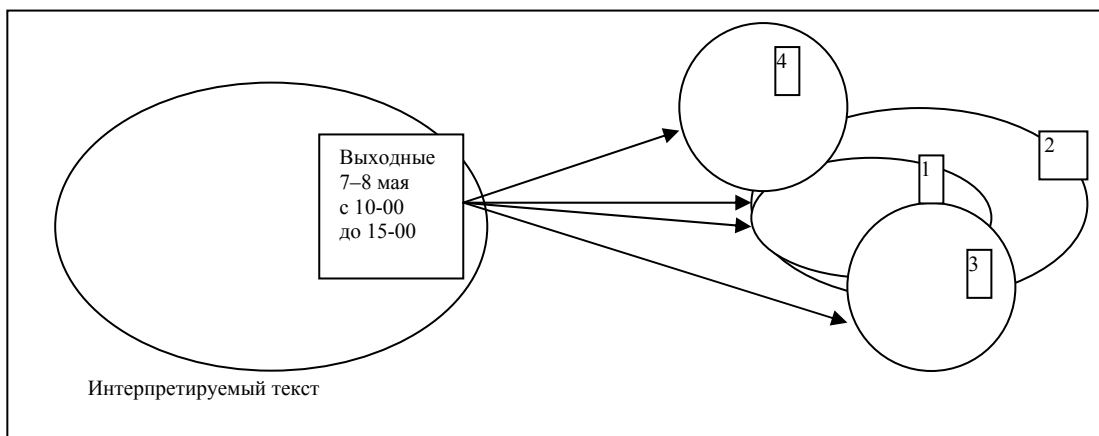 4
2
Выходные
7–8 мая
с 10-00
до 15-00
1
3
Интерпретируемый текст